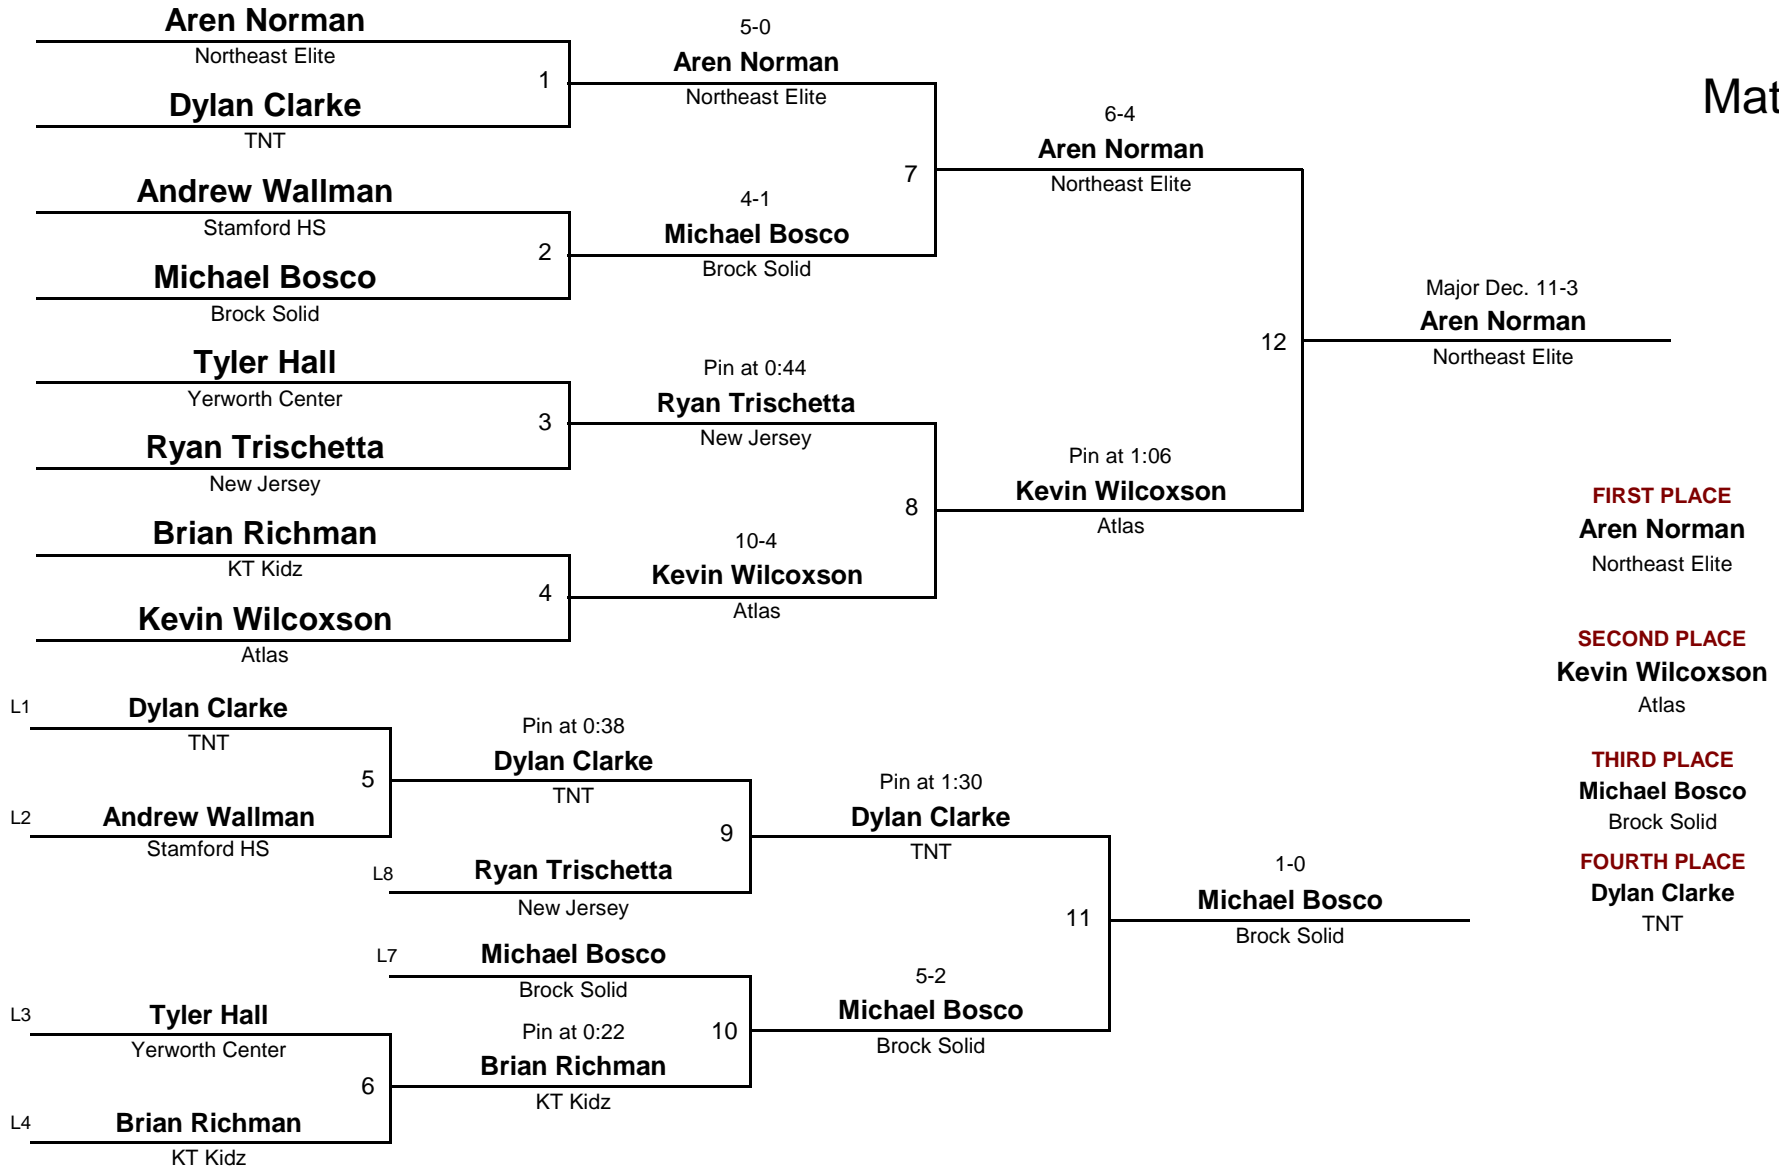 Aren Norman
Northeast Elite
1
Dylan Clarke
TNT
Andrew Wallman
Stamford HS
2
Michael Bosco
Brock Solid
Tyler Hall
Yerworth Center
3
Ryan Trischetta
New Jersey
Brian Richman
KT Kidz
4
Kevin Wilcoxson
Atlas
5-0
Aren Norman
Northeast Elite
7
4-1
Michael Bosco
Brock Solid
Pin at 0:44
Ryan Trischetta
New Jersey
8
10-4
Kevin Wilcoxson
Atlas
6-4
Aren Norman
Northeast Elite
12
Pin at 1:06
Kevin Wilcoxson
Atlas
Major Dec. 11-3
Aren Norman
Northeast Elite
Mat
FIRST PLACE
Aren Norman
Northeast Elite
SECOND PLACE
Kevin Wilcoxson
Atlas
THIRD PLACE
Michael Bosco
Brock Solid
FOURTH PLACE
Dylan Clarke
TNT
L1
Dylan Clarke
TNT
5
L2
Andrew Wallman
Stamford HS
L3
Tyler Hall
Yerworth Center
6
L4
Brian Richman
KT Kidz
Pin at 0:38
Dylan Clarke
TNT
9
L8
Ryan Trischetta
New Jersey
L7
Michael Bosco
Brock Solid
10
Pin at 0:22
Brian Richman
KT Kidz
Pin at 1:30
Dylan Clarke
TNT
11
5-2
Michael Bosco
Brock Solid
1-0
Michael Bosco
Brock Solid